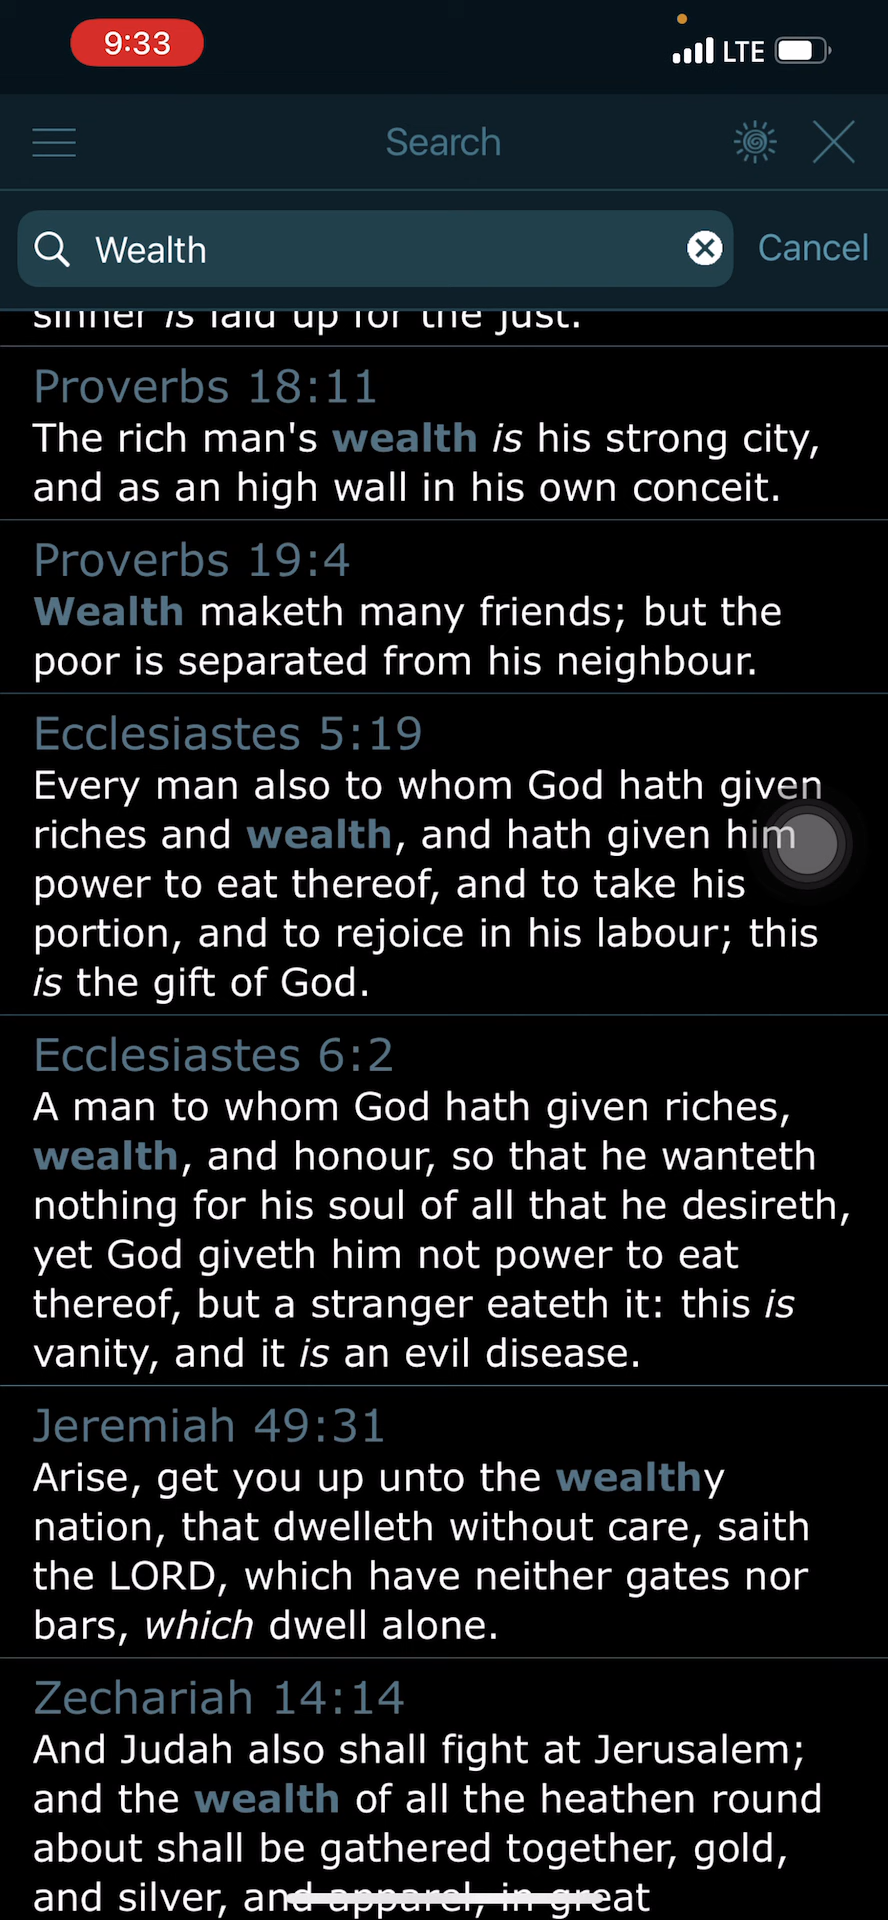 9:33
LTE
Search
Wealth
Cancel
sinner is laid up for the just.
Proverbs 18:11
The rich man's wealth is his strong city,
and as an high wall in his own conceit.
Proverbs 19:4
Wealth maketh many friends; but the
poor is separated from his neighbour.
Ecclesiastes 5:19
Every man also to whom God hath given
riches and wealth, and hath given him
power to eat thereof, and to take his
portion, and to rejoice in his labour; this
is the gift of God.
Ecclesiastes 6:2
A man to whom God hath given riches,
wealth, and honour, so that he wanteth
nothing for his soul of all that he desireth,
yet God giveth him not power to eat
thereof, but a stranger eateth it: this is
vanity, and it is an evil disease.
Jeremiah 49:31
Arise, get you up unto the wealthy
nation, that dwelleth without care, saith
the LORD, which have neither gates nor
bars, which dwell alone.
Zechariah 14:14
And Judah also shall fight at Jerusalem;
and the wealth of all the heathen round
about shall be gathered together, gold,
and silver, and apparel, in great